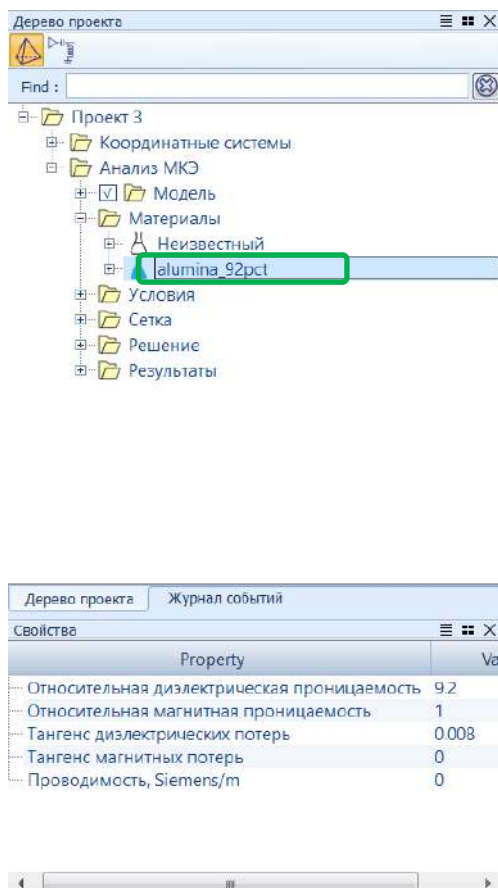 Дерево проекта
Find :
Проект 3
Координатные системы
Анализ МКЭ
Модель
Материалы
Неизвестный
alumina_92pct
Условия
Сетка
Решение
Результаты
Дерево проекта Журнал событий
Свойства
Property Va
Относительная диэлектрическая проницаемость 9.2
Относительная магнитная проницаемость 1
Тангенс диэлектрических потерь 0.008
Тангенс магнитных потерь 0
Проводимость, Siemens/m 0